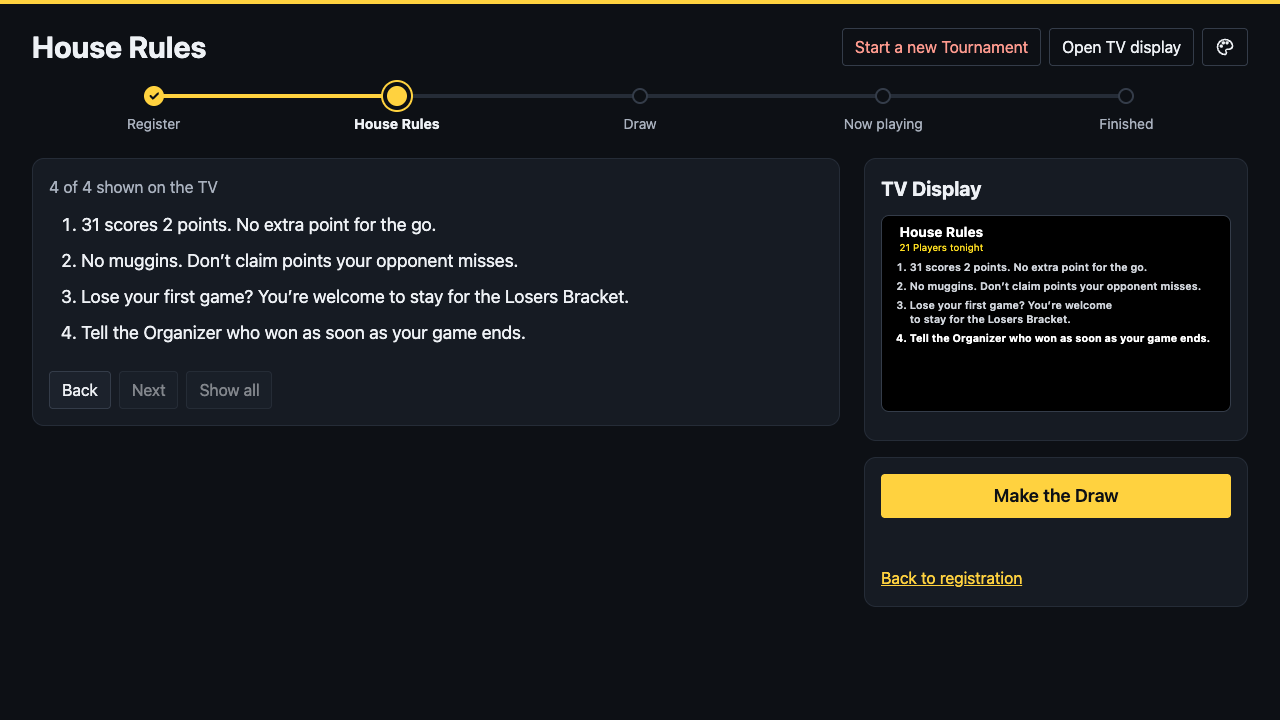 House Rules
Start a new Tournament
Open TV display
Register
House Rules
Draw
Now playing
Finished
4 of 4 shown on the TV
1. 31 scores 2 points. No extra point for the go.
2. No muggins. Don’t claim points your opponent misses.
3. Lose your first game? You’re welcome to stay for the Losers Bracket.
4. Tell the Organizer who won as soon as your game ends.
Back
Next
Show all
TV Display
House Rules
21 Players tonight
1. 31 scores 2 points. No extra point for the go.
2. No muggins. Don’t claim points your opponent misses.
3. Lose your first game? You’re welcome
to stay for the Losers Bracket.
4. Tell the Organizer who won as soon as your game ends.
Make the Draw
Back to registration